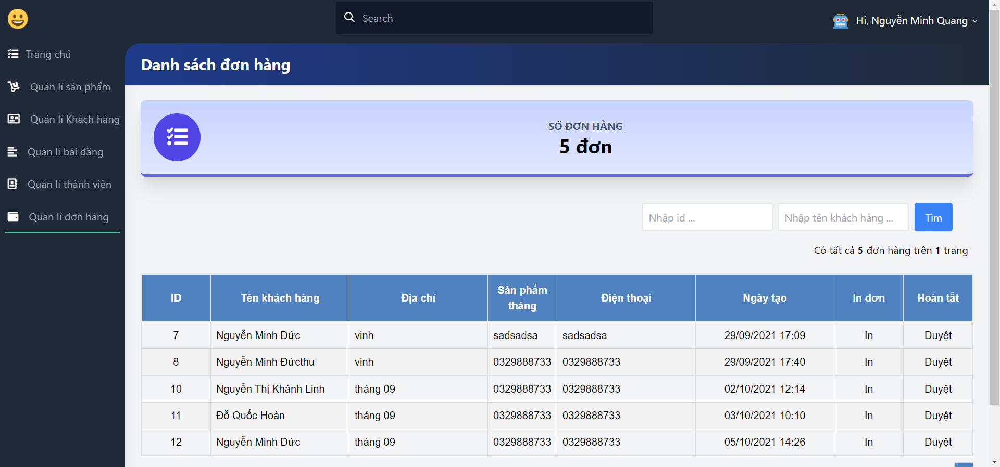 Search
Hi, Nguyễn Minh Quang
Trang chủ
Quản lí sản phẩm
Quản lí Khách hàng
Quản lí bài đăng
Quản lí thành viên
Quản lí đơn hàng
Danh sách đơn hàng
SỐ ĐƠN HÀNG
5 đơn
Nhập id ... Nhập tên khách hàng ... Tìm
Có tất cả 5 đơn hàng trên 1 trang
ID Tên khách hàng Địa chỉ Sản phẩm tháng Điện thoại Ngày tạo In đơn Hoàn tất
7 Nguyễn Minh Đức vinh sadsadsa sadsadsa 29/09/2021 17:09 In Duyệt
8 Nguyễn Minh Đứcthu vinh 0329888733 0329888733 29/09/2021 17:40 In Duyệt
10 Nguyễn Thị Khánh Linh tháng 09 0329888733 0329888733 02/10/2021 12:14 In Duyệt
11 Đỗ Quốc Hoàn tháng 09 0329888733 0329888733 03/10/2021 10:10 In Duyệt
12 Nguyễn Minh Đức tháng 09 0329888733 0329888733 05/10/2021 14:26 In Duyệt